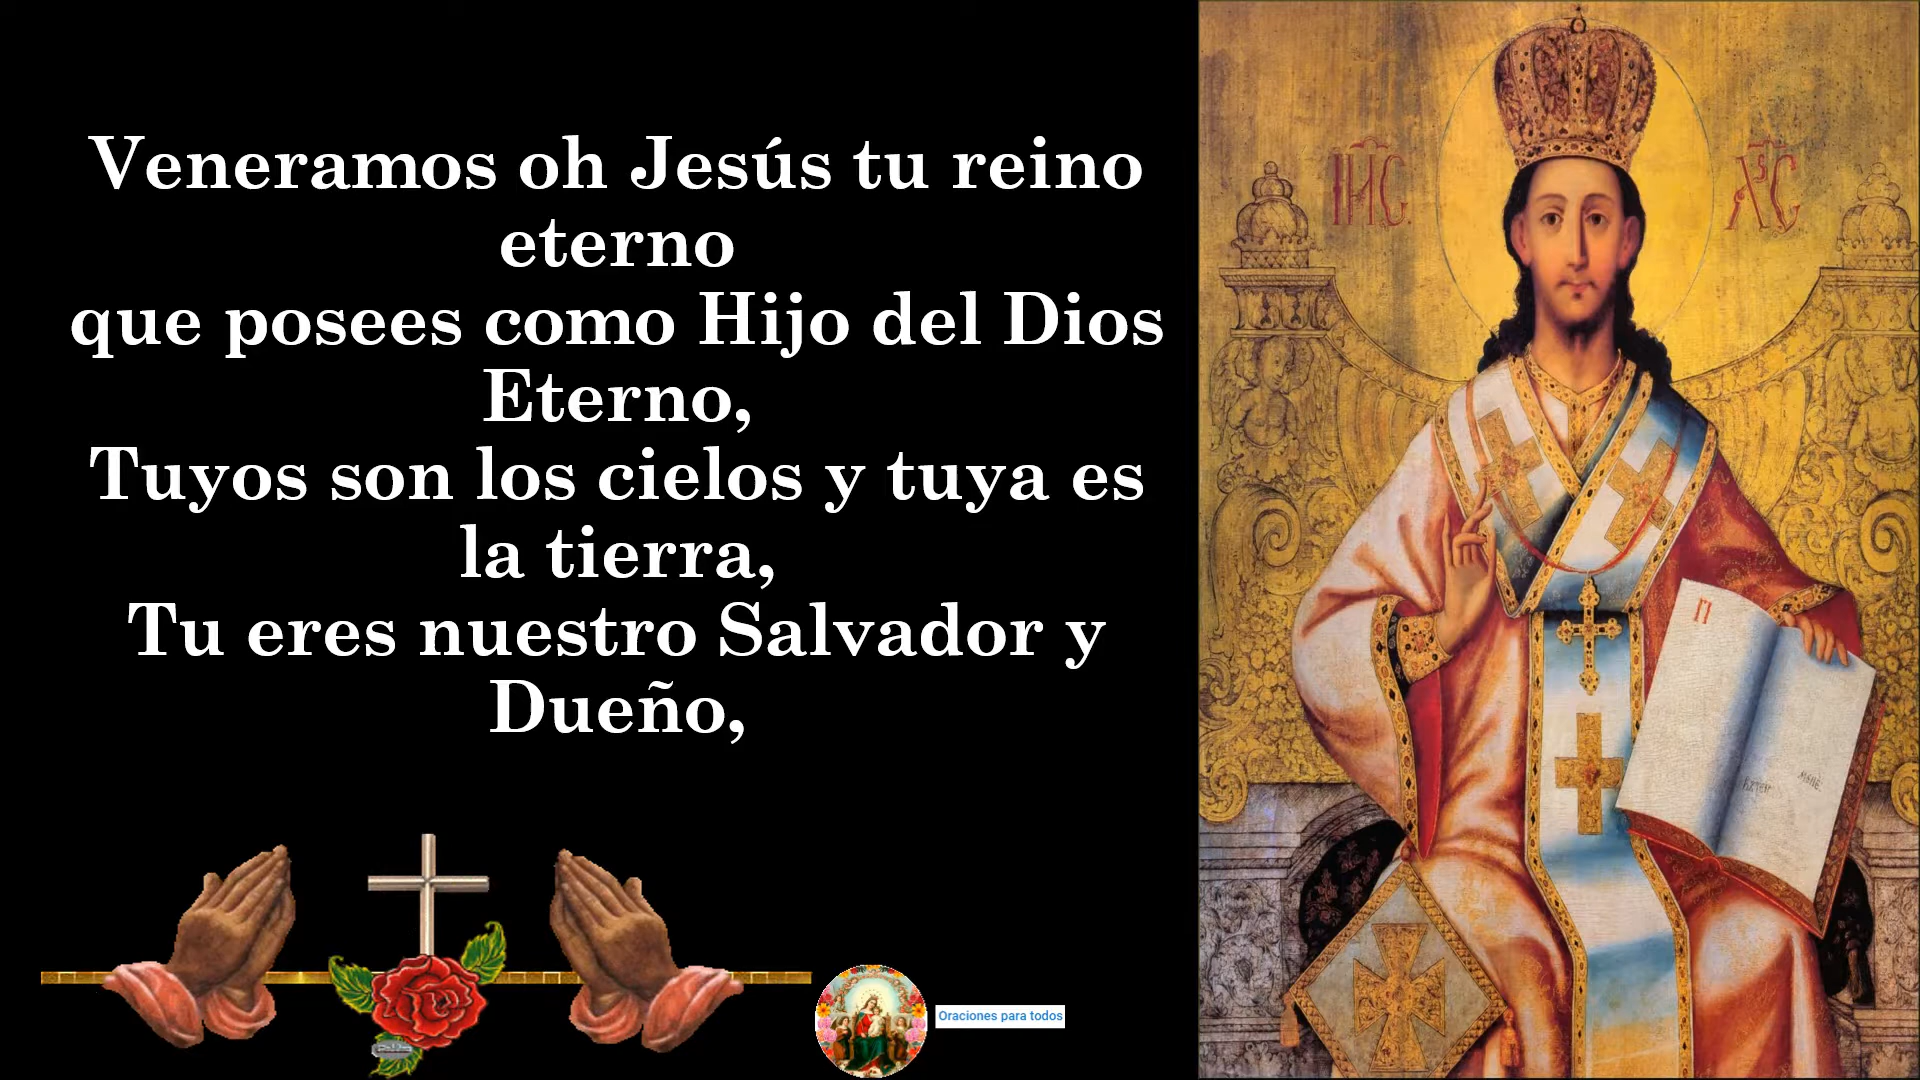 Veneramos oh Jesús tu reino
eterno
que posees como Hijo del Dios
Eterno,
Tuyos son los cielos y tuya es
la tierra,
Tu eres nuestro Salvador y
Dueño,
Oraciones para todos
П